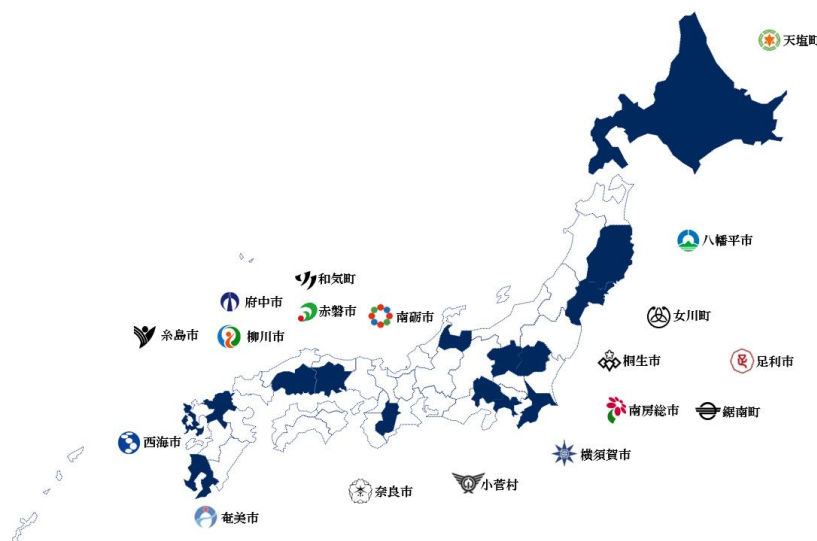 天塩町
八幡平市
和気町
府中市
赤磐市
南砺市
女川町
糸島市
柳川市
桐生市
足利市
南房総市
鋸南町
西海市
横須賀市
小菅村
奈良市
奄美市